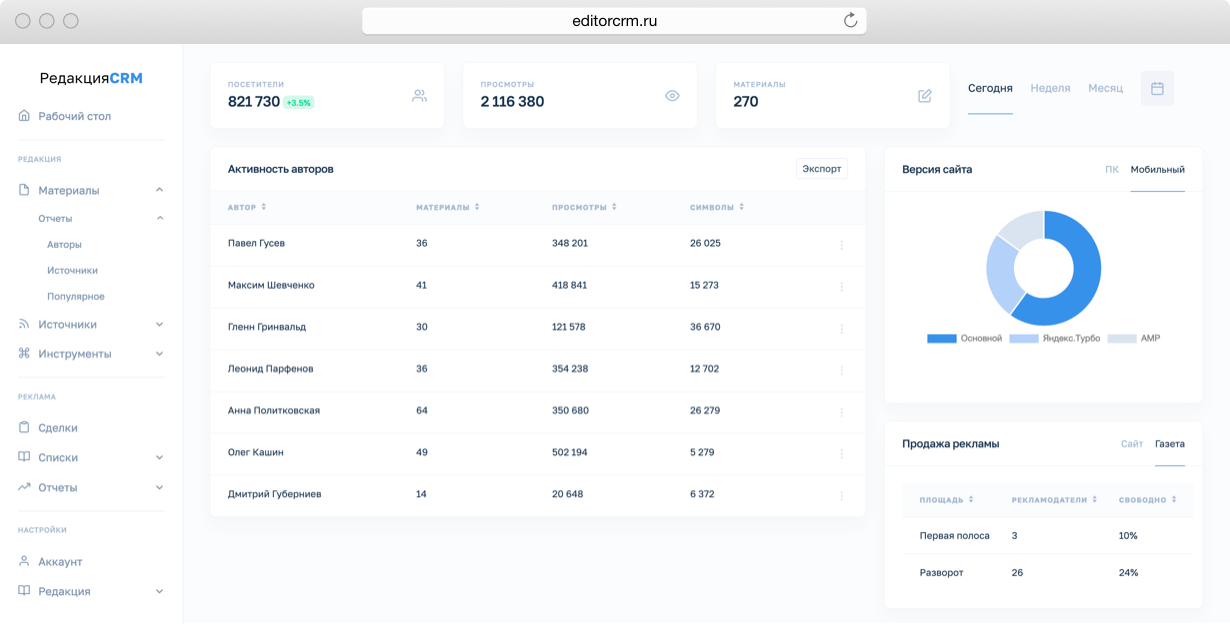 editorcrm.ru
РедакцияCRM
Рабочий стол
РЕДАКЦИЯ
Материалы
Отчеты
Авторы
Источники
Популярное
Источники
Инструменты
РЕКЛАМА
Сделки
Списки
Отчеты
НАСТРОЙКИ
Аккаунт
Редакция
ПОСЕТИТЕЛИ
821 730 +3.5%
ПРОСМОТРЫ
2 116 380
МАТЕРИАЛЫ
270
Сегодня Неделя Месяц
Активность авторов Экспорт
АВТОР МАТЕРИАЛЫ ПРОСМОТРЫ СИМВОЛЫ
Павел Гусев 36 348 201 26 025
Максим Шевченко 41 418 841 15 273
Гленн Гринвальд 30 121 578 36 670
Леонид Парфенов 36 354 238 12 702
Анна Политковская 64 350 680 26 279
Олег Кашин 49 502 194 5 279
Дмитрий Губерниев 14 20 648 6 372
Версия сайта ПК Мобильный
Основной Яндекс.Турбо AMP
Продажа рекламы Сайт Газета
ПЛОЩАДЬ РЕКЛАМОДАТЕЛИ СВОБОДНО
Первая полоса 3 10%
Разворот 26 24%